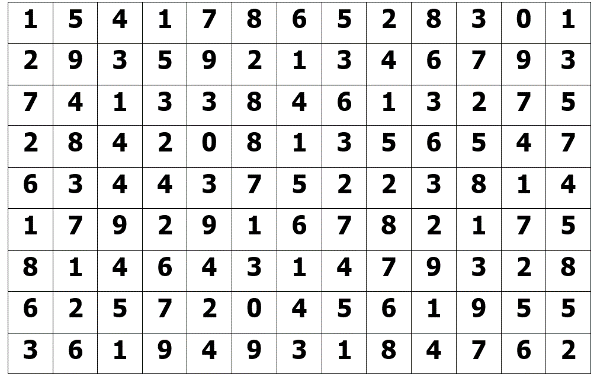 1 5 4 1 7 8 6 5 2 8 3 0 1
2 9 3 5 9 2 1 3 4 6 7 9 3
7 4 1 3 3 8 4 6 1 3 2 7 5
2 8 4 2 0 8 1 3 5 6 5 4 7
6 3 4 4 3 7 5 2 2 3 8 1 4
1 7 9 2 9 1 6 7 8 2 1 7 5
8 1 4 6 4 3 1 4 7 9 3 2 8
6 2 5 7 2 0 4 5 6 1 9 5 5
3 6 1 9 4 9 3 1 8 4 7 6 2